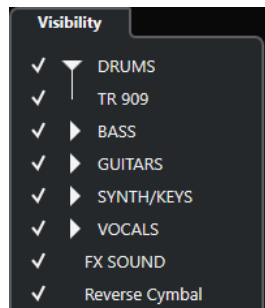 Visibility
DRUMS
TR 909
BASS
GUITARS
SYNTH/KEYS
VOCALS
FX SOUND
Reverse Cymbal